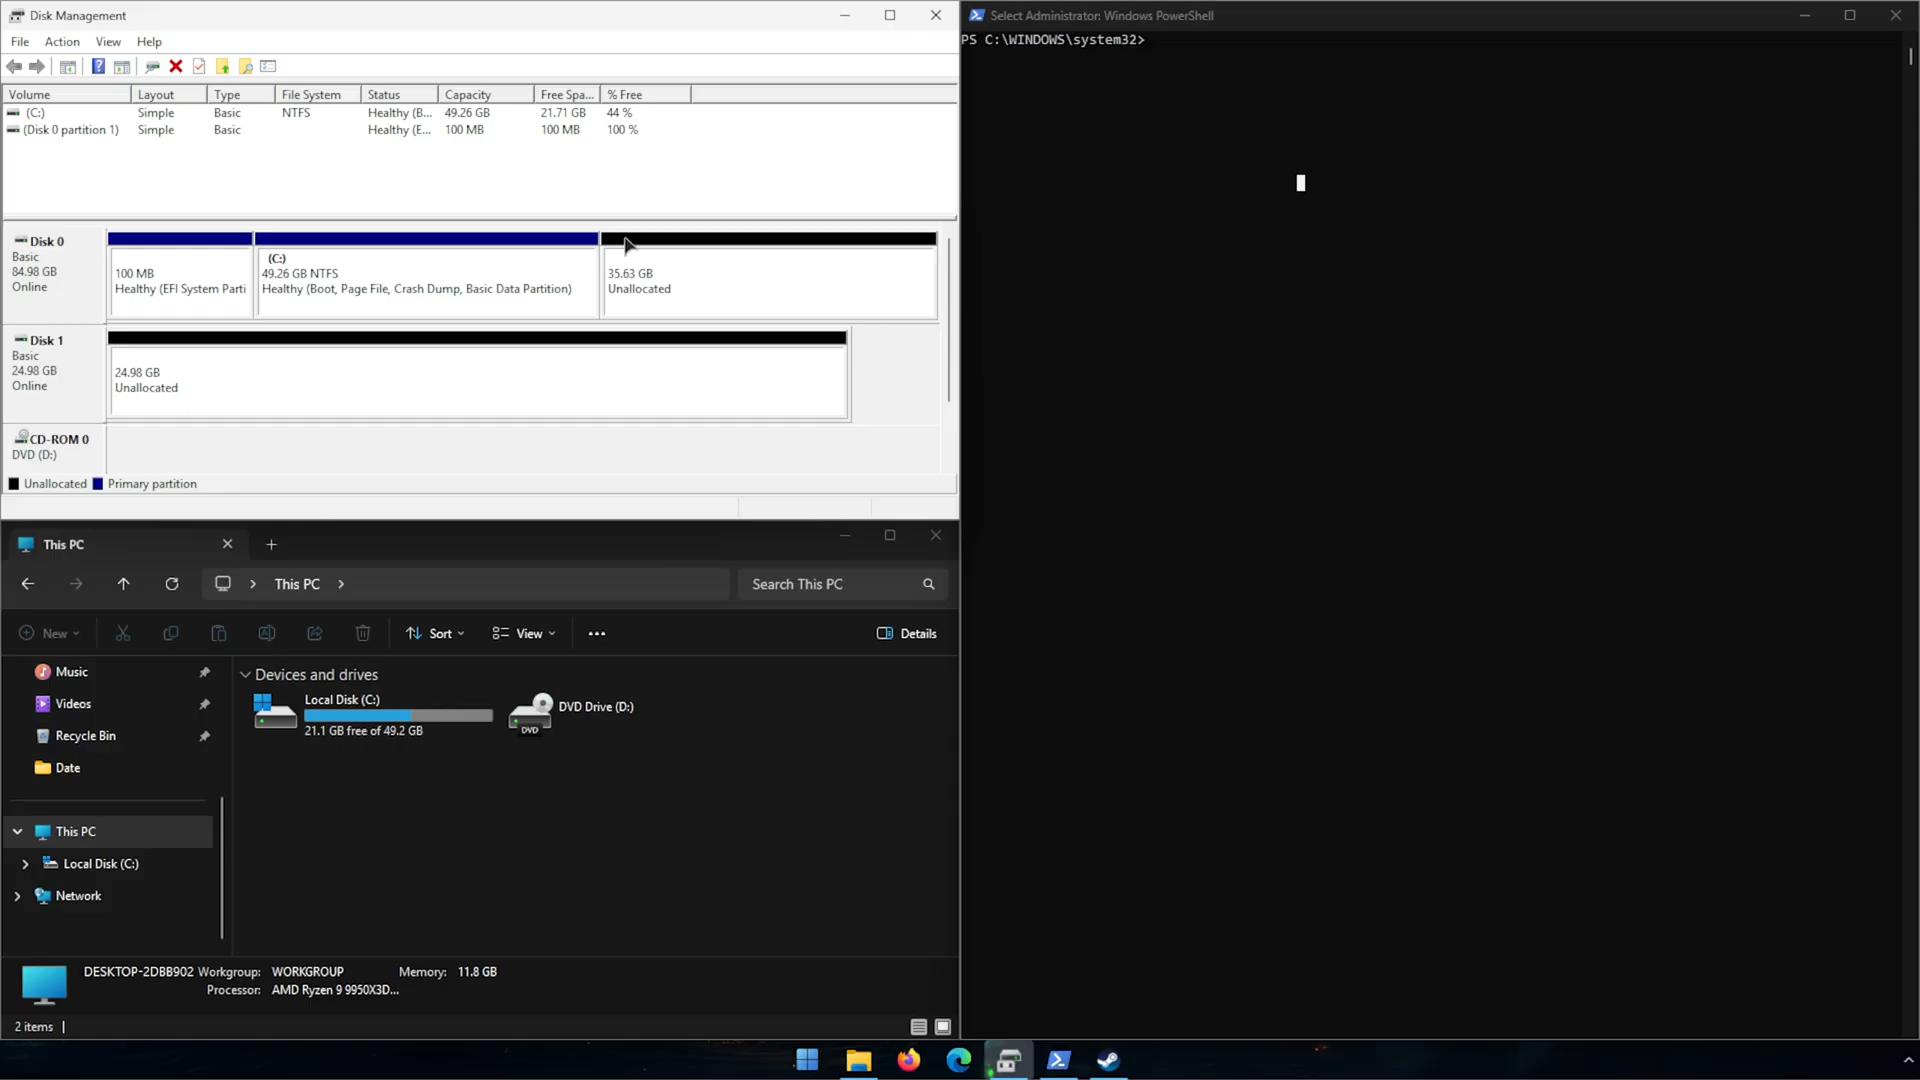 Disk Management
File Action View Help
Volume Layout Type File System Status Capacity Free Spa... % Free
(C:) Simple Basic NTFS Healthy (B... 49.26 GB 21.71 GB 44 %
(Disk 0 partition 1) Simple Basic Healthy (E... 100 MB 100 MB 100 %
Disk 0
Basic
84.98 GB
Online
100 MB
Healthy (EFI System Parti
(C:)
49.26 GB NTFS
Healthy (Boot, Page File, Crash Dump, Basic Data Partition)
35.63 GB
Unallocated
Disk 1
Basic
24.98 GB
Online
24.98 GB
Unallocated
CD-ROM 0
DVD (D:)
Unallocated Primary partition
This PC
This PC
Search This PC
New Sort View Details
Music
Videos
Recycle Bin
Date
This PC
Local Disk (C:)
Network
Devices and drives
Local Disk (C:)
21.1 GB free of 49.2 GB
DVD Drive (D:)
DVD
DESKTOP-2DBB902 Workgroup: WORKGROUP Memory: 11.8 GB
Processor: AMD Ryzen 9 9950X3D...
2 items
Select Administrator: Windows PowerShell
PS C:\WINDOWS\system32>